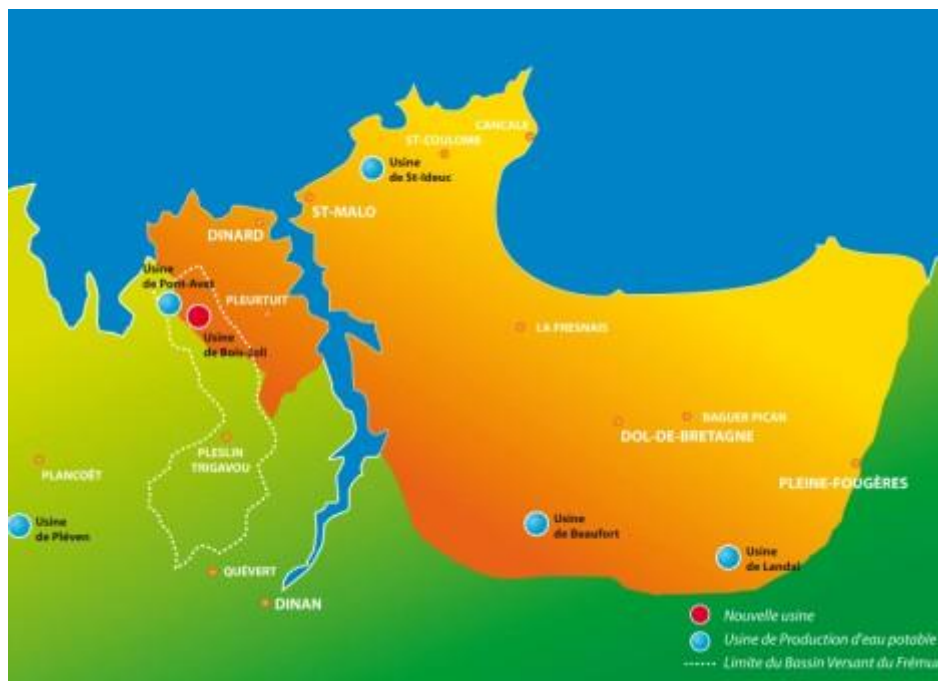 CANCALE
ST-COULOMB
Usine
de St-Ideuc
ST-MALO
DINARD
Usine
de Pont-Avet
PLEURTUIT
Usine
de Bois-Joli
LA FRESNAIS
BAGUER PICAN
DOL-DE-BRETAGNE
PLESLIN
TRIGAVOU
PLANCOËT
PLEINE-FOUGÈRES
Usine
de Pléven
Usine
de Beaufort
Usine
de Landal
QUÉVERT
DINAN
Nouvelle usine
Usine de Production d'eau potable
Limite du Bassin Versant du Frému